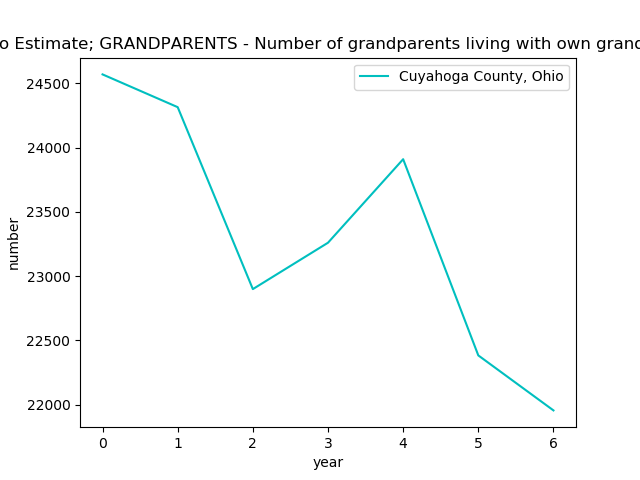 o Estimate; GRANDPARENTS - Number of grandparents living with own grand
Cuyahoga County, Ohio
number
24500
24000
23500
23000
22500
22000
0 1 2 3 4 5 6
year